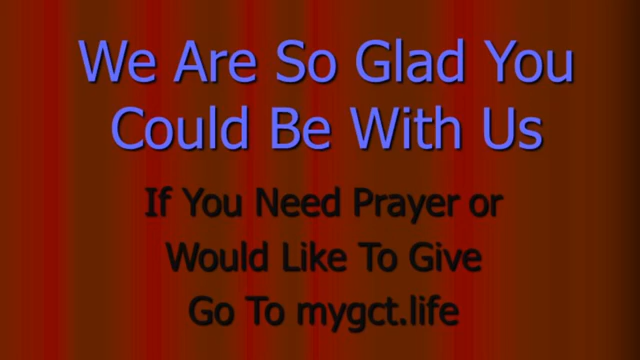 We Are So Glad You
Could Be With Us
If You Need Prayer or
Would Like To Give
Go To mygct.life